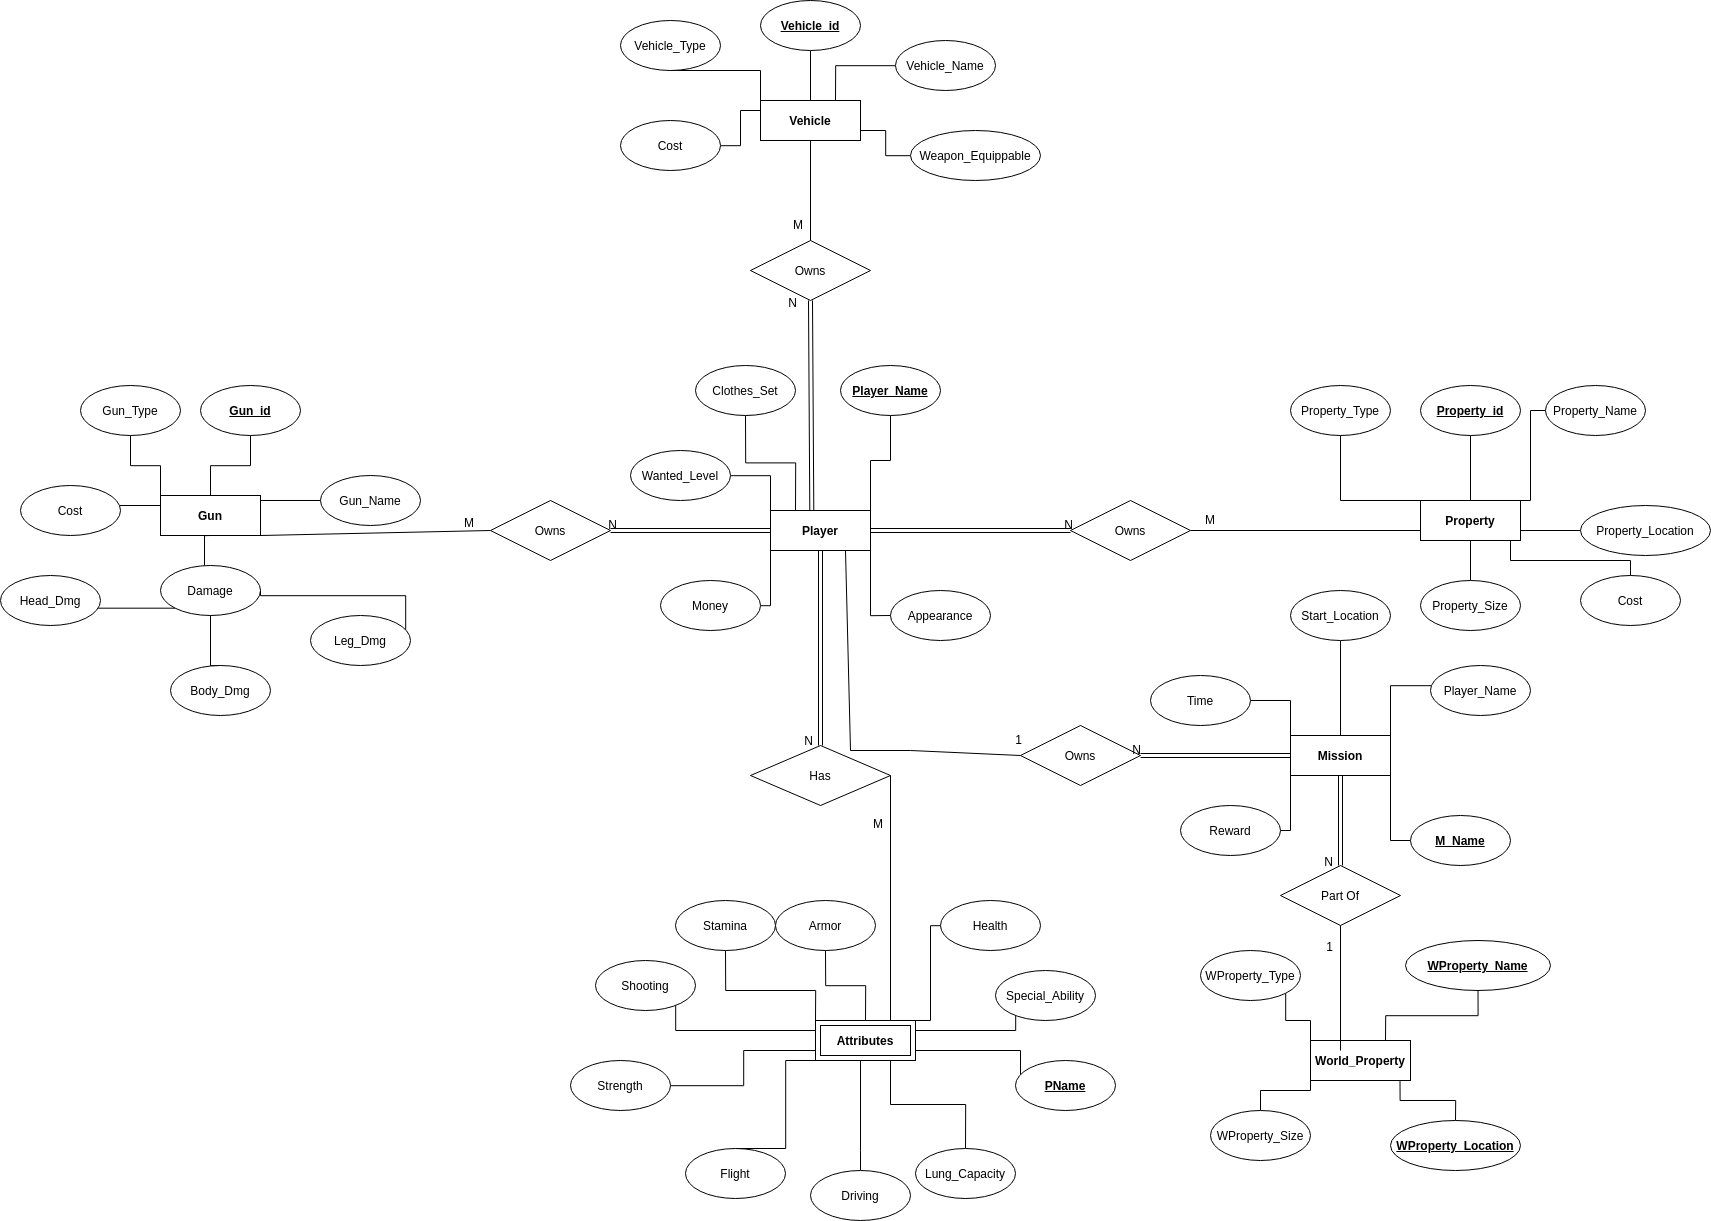 Vehicle_id
Vehicle_Type
Vehicle_Name
Vehicle
Cost
Weapon_Equippable
M
Owns
N
Clothes_Set
Player_Name
Wanted_Level
Player
Money
Appearance
Gun_Type
Gun_id
Cost
Gun_Name
Gun
M
Owns
N
Damage
Head_Dmg
Leg_Dmg
Body_Dmg
N
Owns
M
Property_Type
Property_id
Property_Name
Property
Property_Location
Property_Size
Cost
Start_Location
Time
Player_Name
1
Owns
N
Mission
Reward
M_Name
N
Part Of
1
WProperty_Type
WProperty_Name
World_Property
WProperty_Size
WProperty_Location
N
Has
M
Stamina
Armor
Health
Shooting
Special_Ability
Attributes
Strength
PName
Flight
Driving
Lung_Capacity